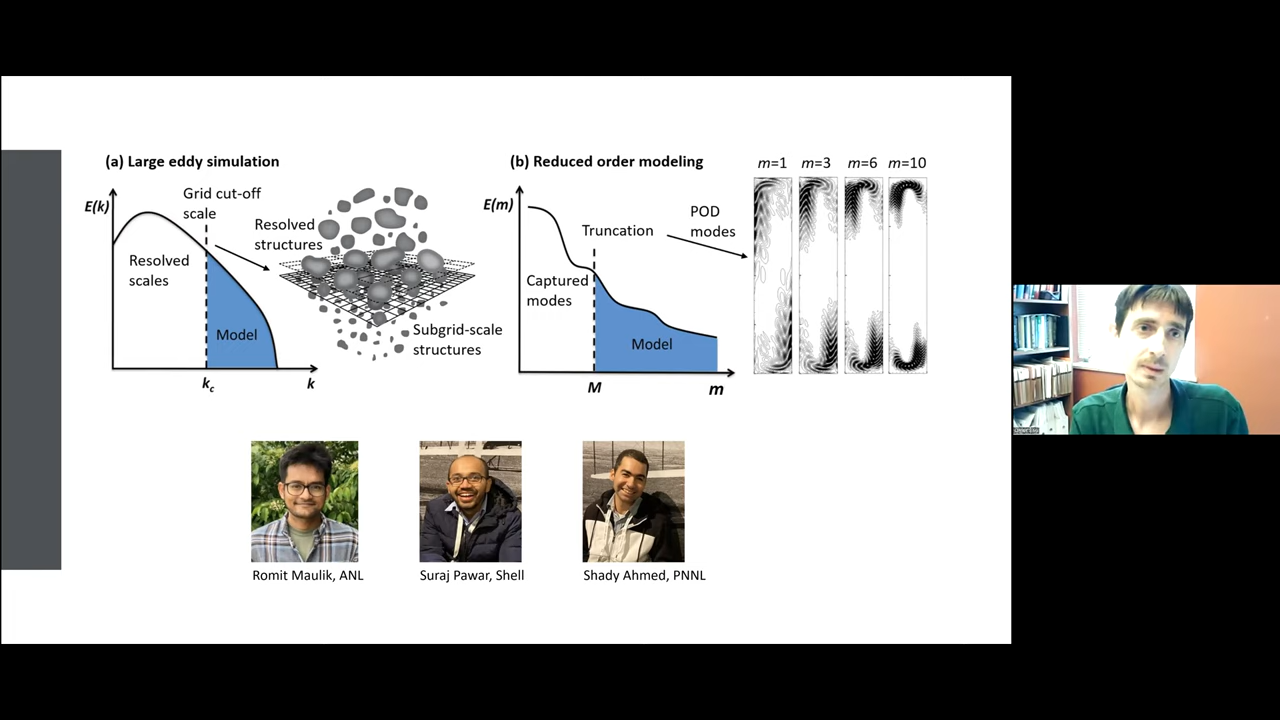 (a) Large eddy simulation
E(k)
Grid cut-off
scale
Resolved
structures
Resolved
scales
Model
Subgrid-scale
structures
kc
k
(b) Reduced order modeling
E(m)
Truncation
POD
modes
Captured
modes
Model
M
m
m=1 m=3 m=6 m=10
Romit Maulik, ANL
Suraj Pawar, Shell
Shady Ahmed, PNNL